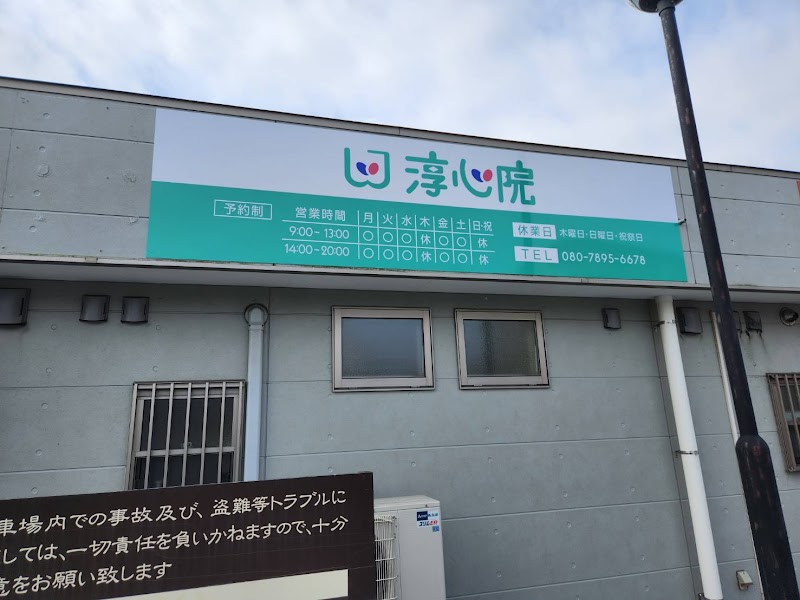 淳心院
予約制
営業時間 月 火 水 木 金 土 日・祝
9:00~13:00 ○ ○ ○ 休 ○ ○ 休
14:00~20:00 ○ ○ ○ 休 ○ ○ 休
休業日 木曜日・日曜日・祝祭日
TEL 080-7895-6678
車場内での事故及び、盗難等トラブルに
しては、一切責任を負いかねますので、十分
意をお願い致します